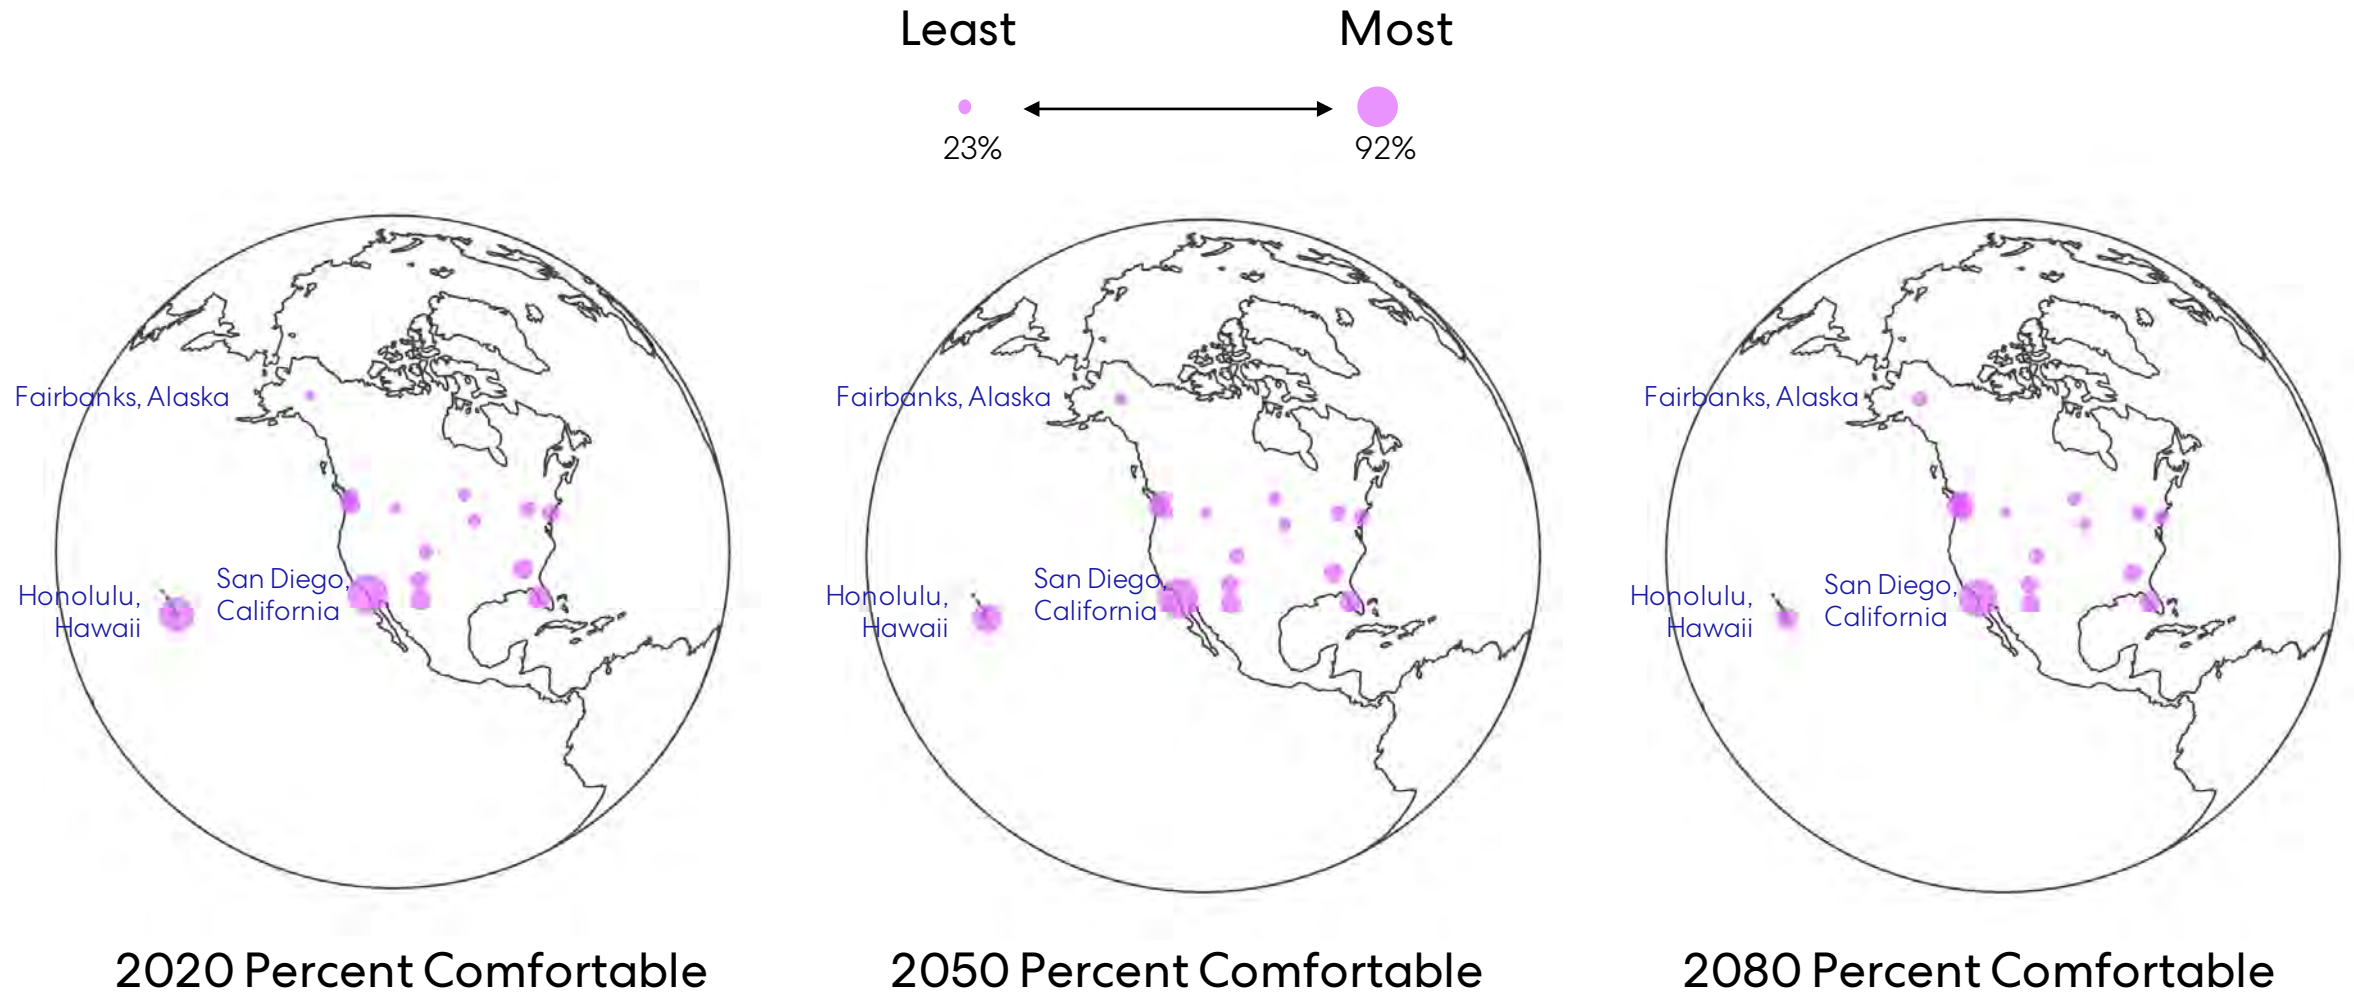 Least
Most
23%
92%
Fairbanks, Alaska
Honolulu,
Hawaii
San Diego,
California
2020 Percent Comfortable
Fairbanks, Alaska
Honolulu,
Hawaii
San Diego,
California
2050 Percent Comfortable
Fairbanks, Alaska
Honolulu,
Hawaii
San Diego,
California
2080 Percent Comfortable